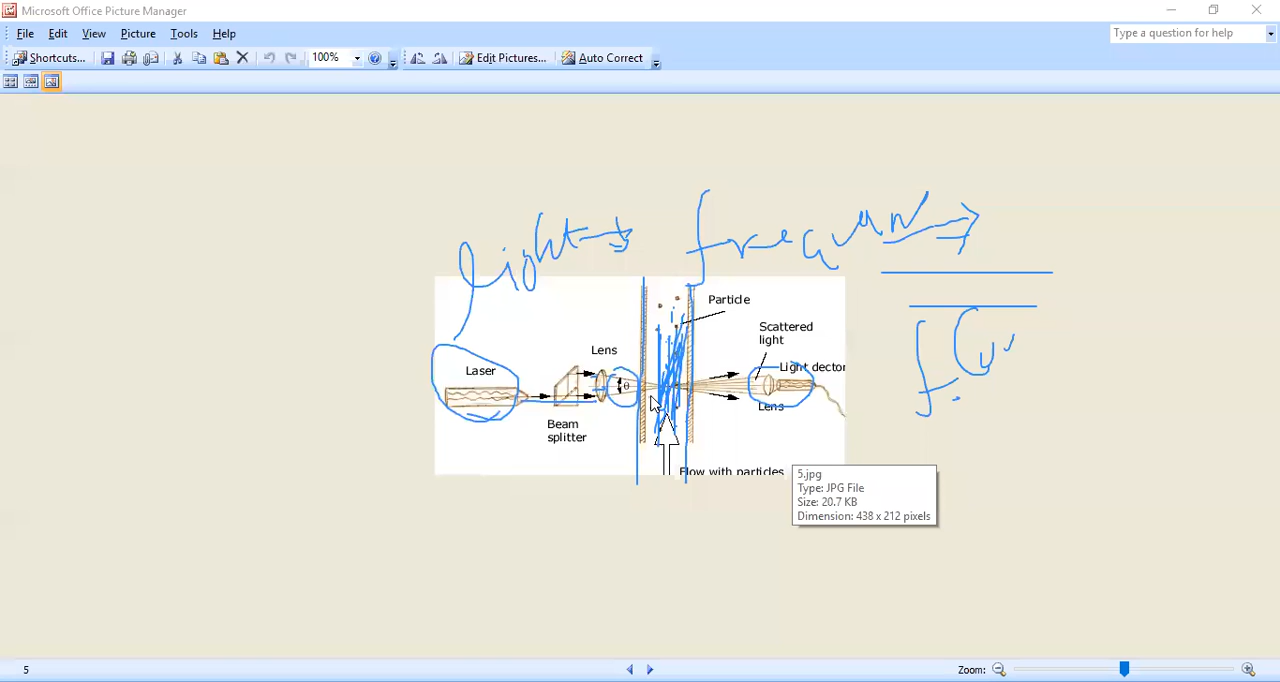 Microsoft Office Picture Manager
File Edit View Picture Tools Help
Type a question for help
Shortcuts... 100% Edit Pictures... Auto Correct
light
Particle
Scattered
light
Lens
Light dector
Laser
θ
Lens
Beam
splitter
Flow with particles
5.jpg
Type: JPG File
Size: 20.7 KB
Dimension: 438 x 212 pixels
5
Zoom: